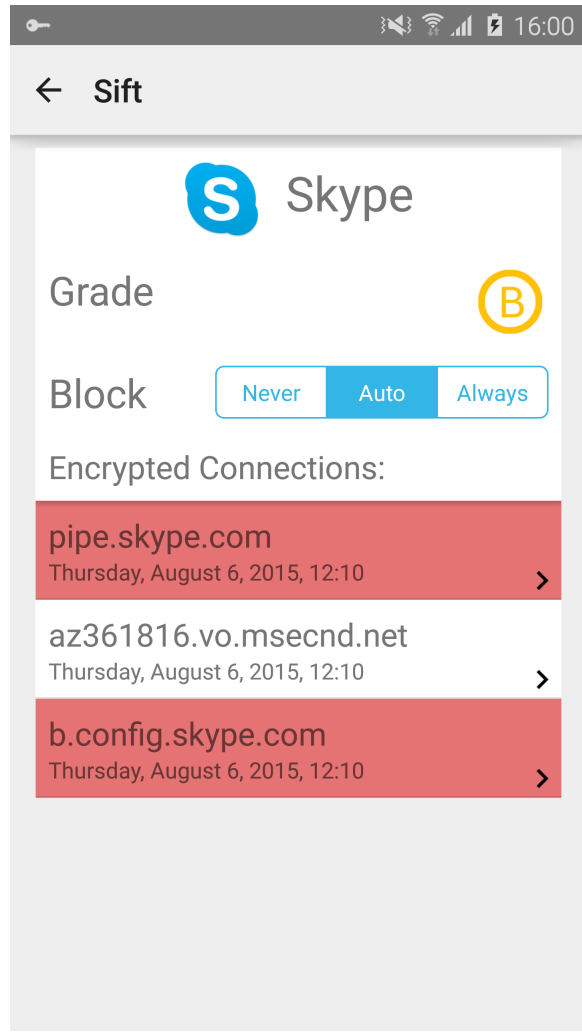 16:00
Sift
S Skype
Grade B
Block Never Auto Always
Encrypted Connections:
pipe.skype.com
Thursday, August 6, 2015, 12:10
az361816.vo.msecnd.net
Thursday, August 6, 2015, 12:10
b.config.skype.com
Thursday, August 6, 2015, 12:10